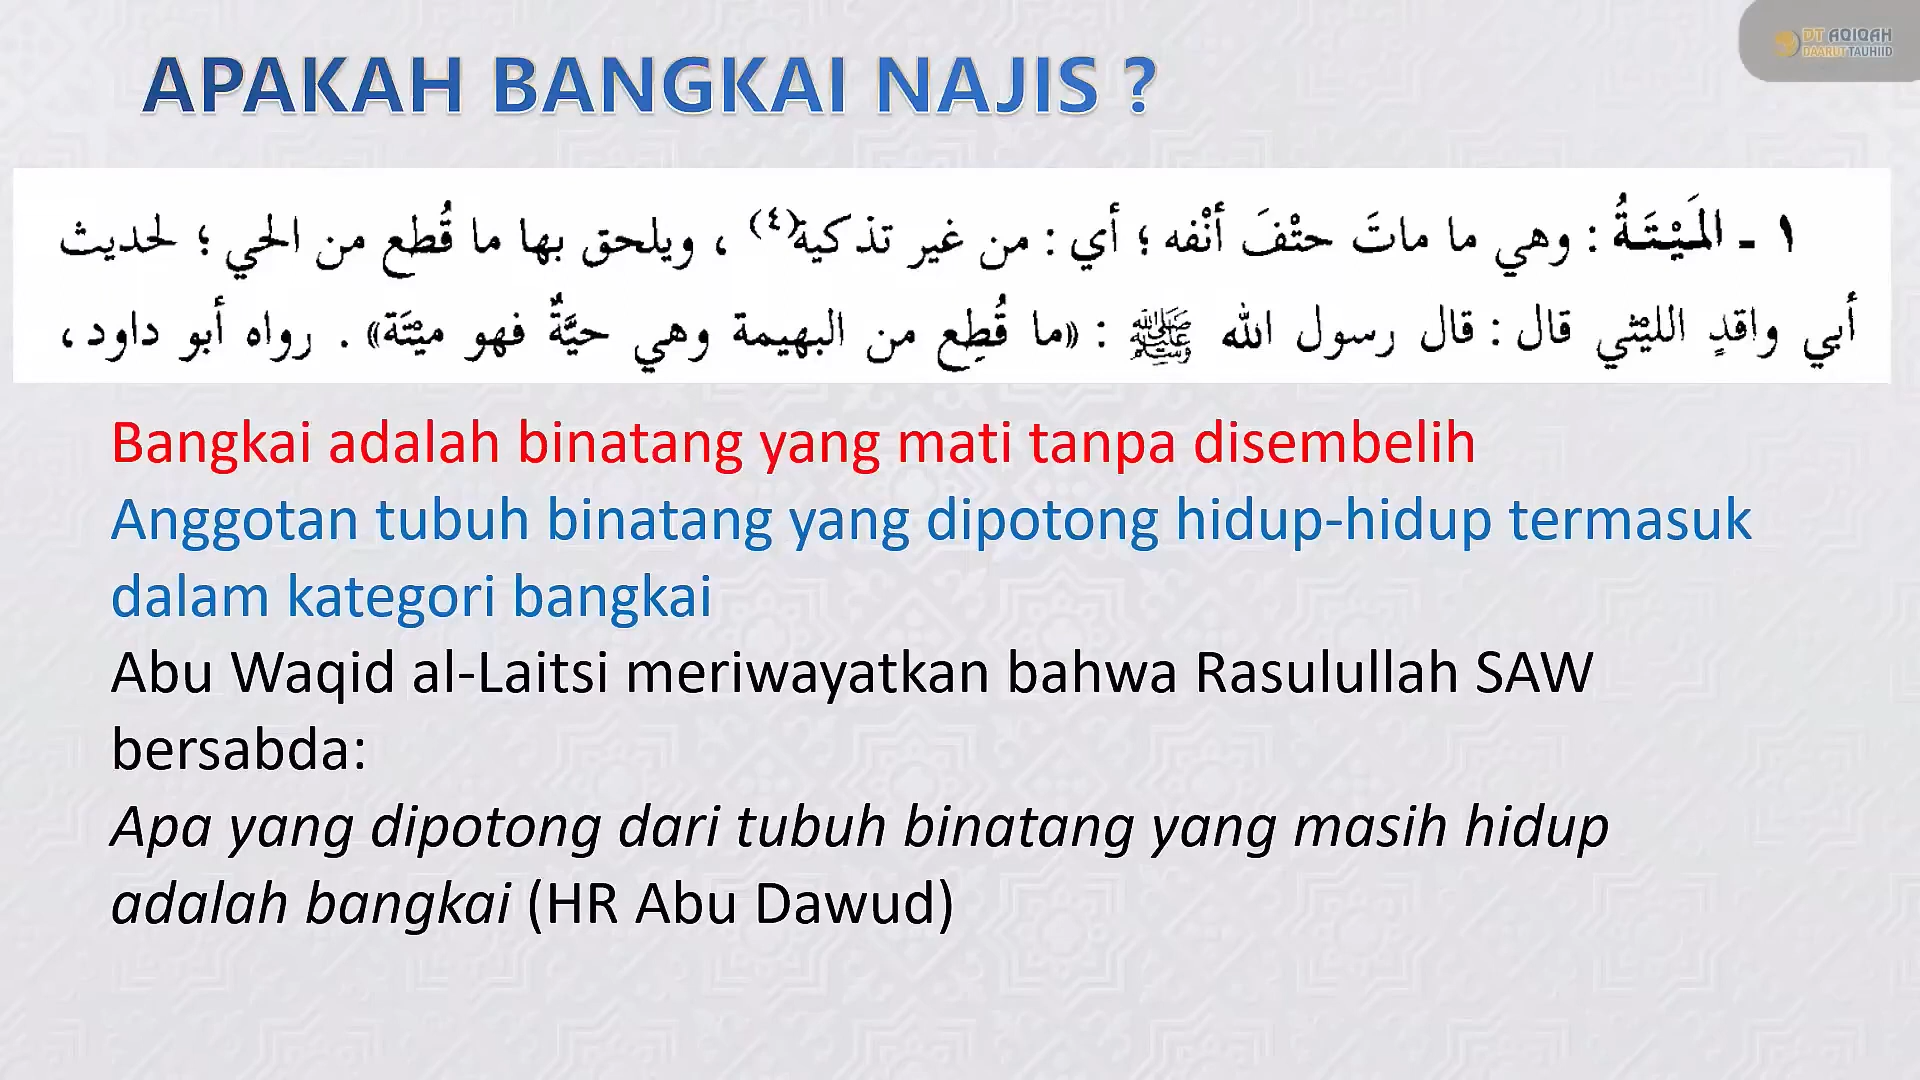 APAKAH BANGKAI NAJIS ?
DT AQIQAH
DAARUT TAUHIID
١ - المَيْتَةُ : وهي ما ماتَ حتْفَ أنْفه ؛ أي : من غير تذكية(٤) ، ويلحق بها ما قُطع من الحي ؛ لحديث
أبي واقدٍ الليْثي قال : قال رسول الله ﷺ : «ما قُطِع من البهيمة وهي حيَّةٌ فهو ميْتَة» . رواه أبو داود ،
Bangkai adalah binatang yang mati tanpa disembelih
Anggotan tubuh binatang yang dipotong hidup-hidup termasuk
dalam kategori bangkai
Abu Waqid al-Laitsi meriwayatkan bahwa Rasulullah SAW
bersabda:
Apa yang dipotong dari tubuh binatang yang masih hidup
adalah bangkai (HR Abu Dawud)